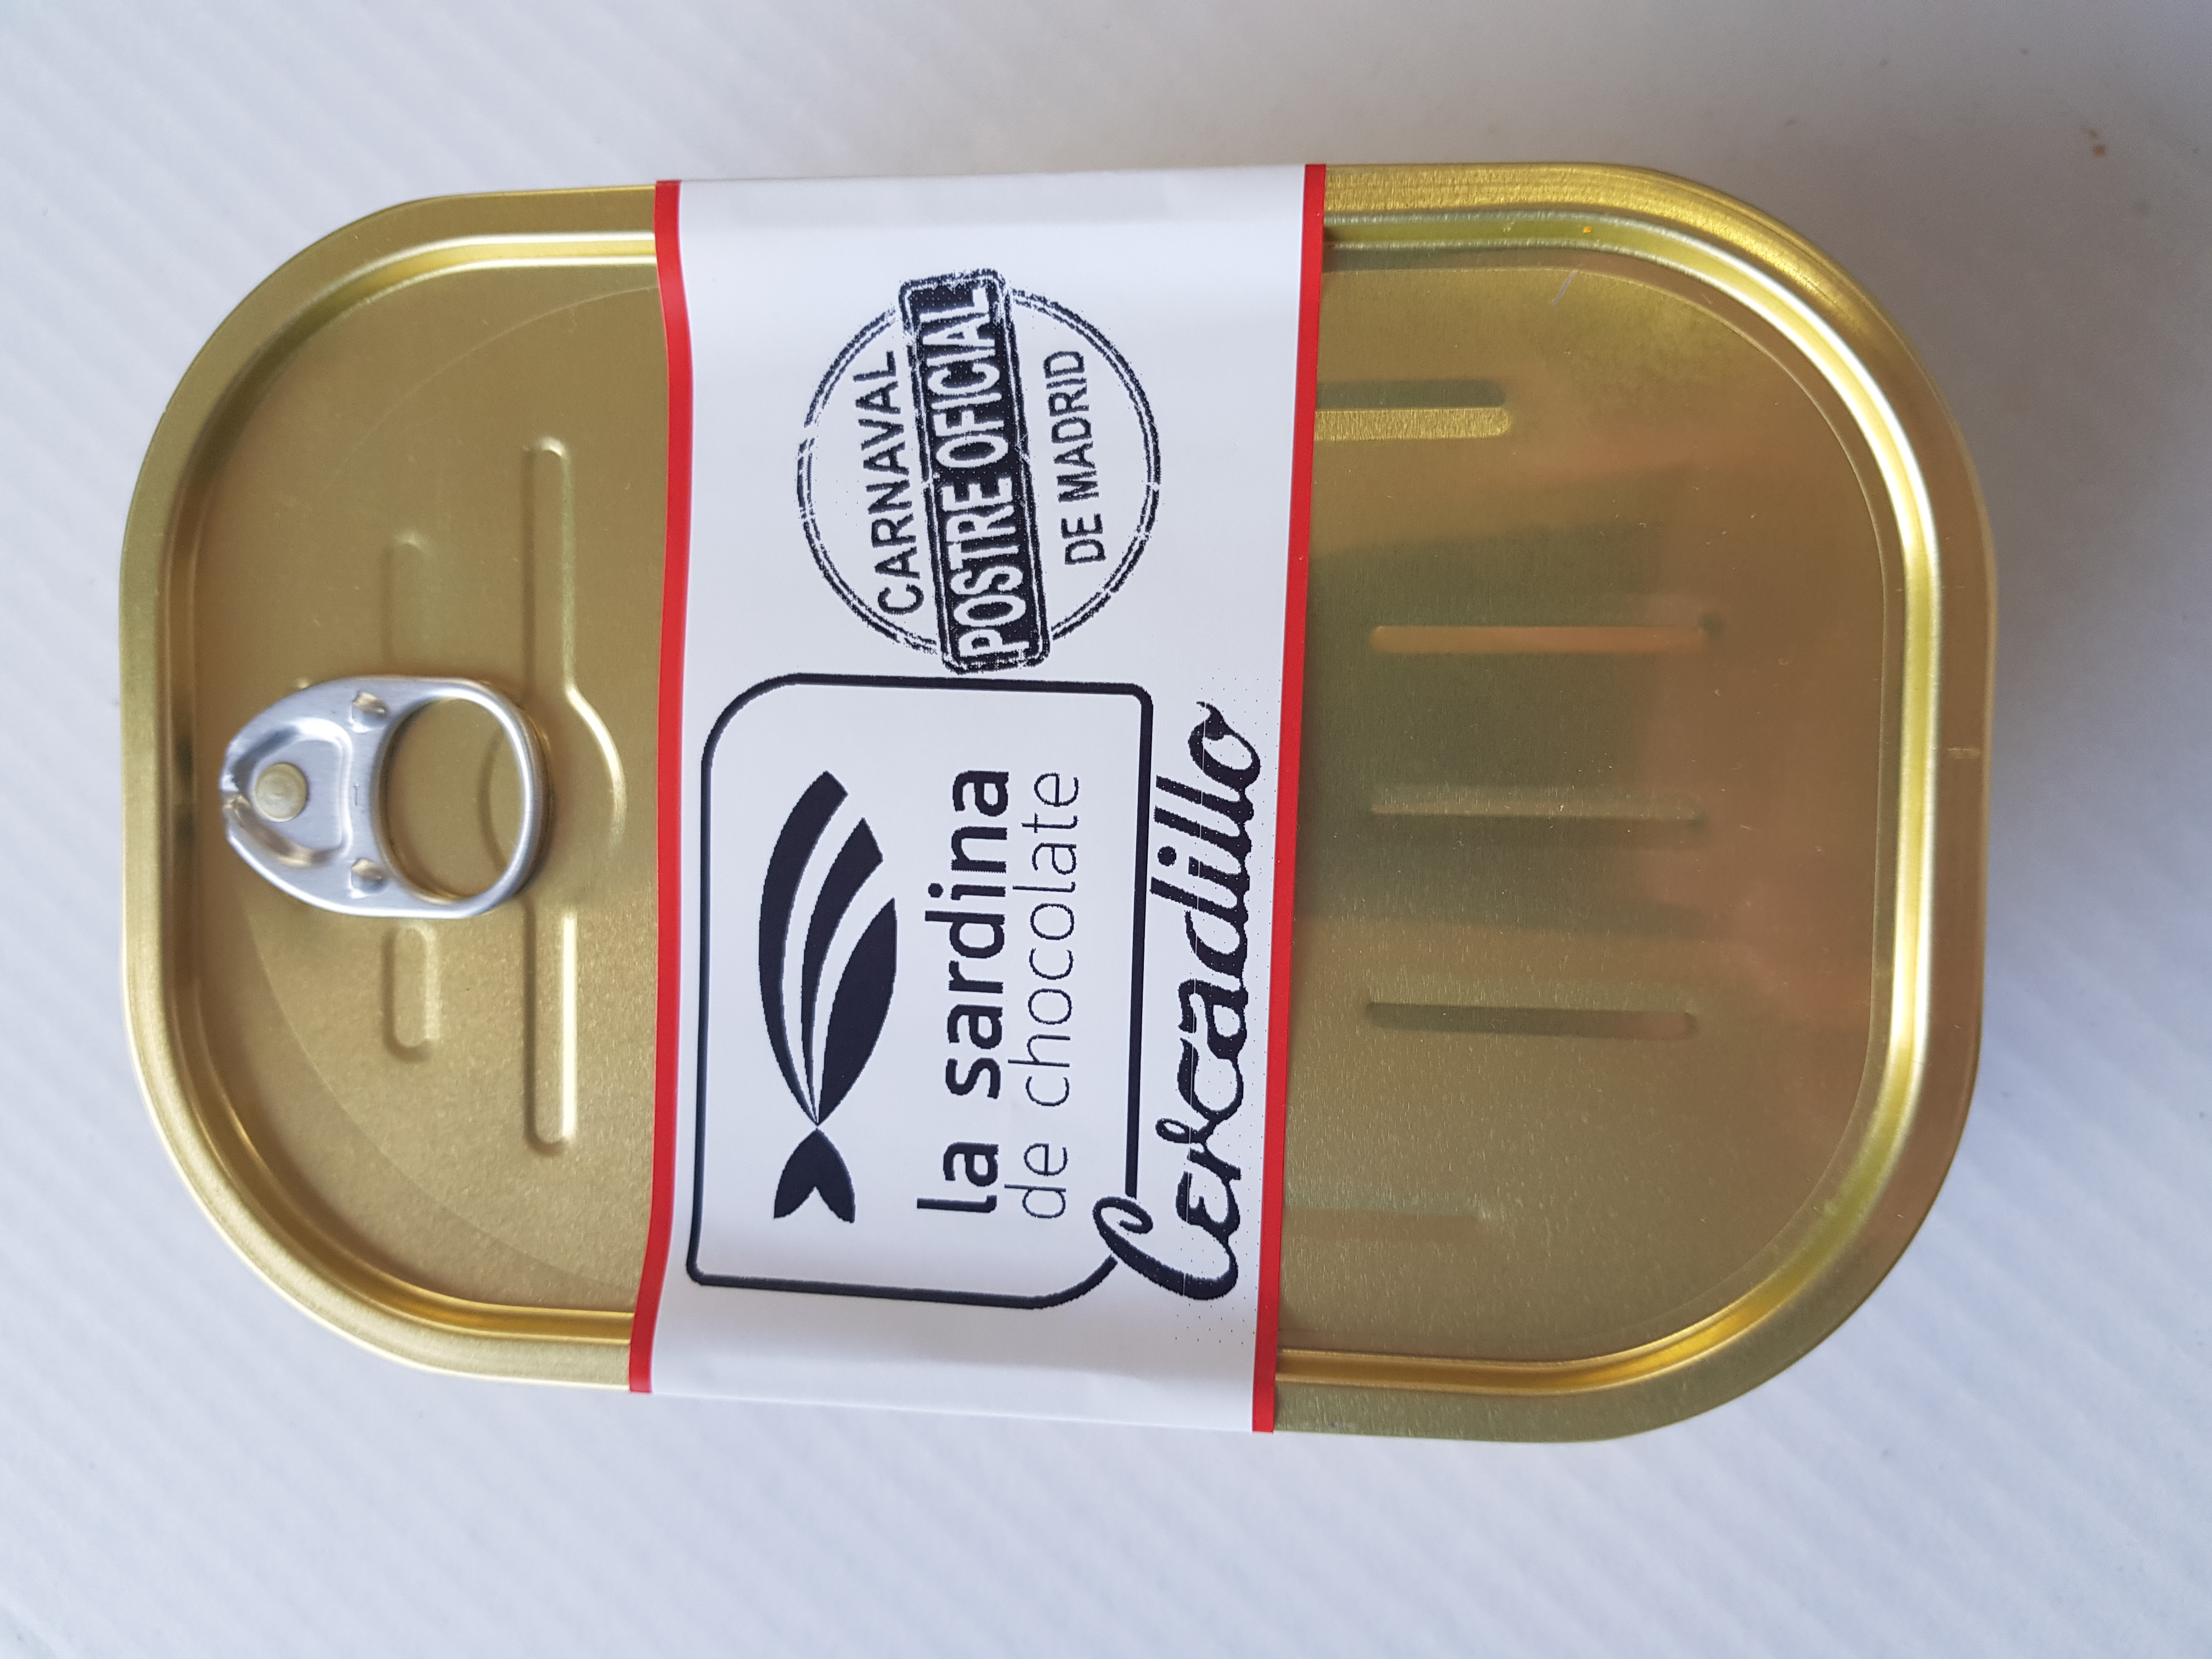 la sardina
de chocolate
Cercadillo
CARNAVAL
POSTRE OFICIAL
DE MADRID